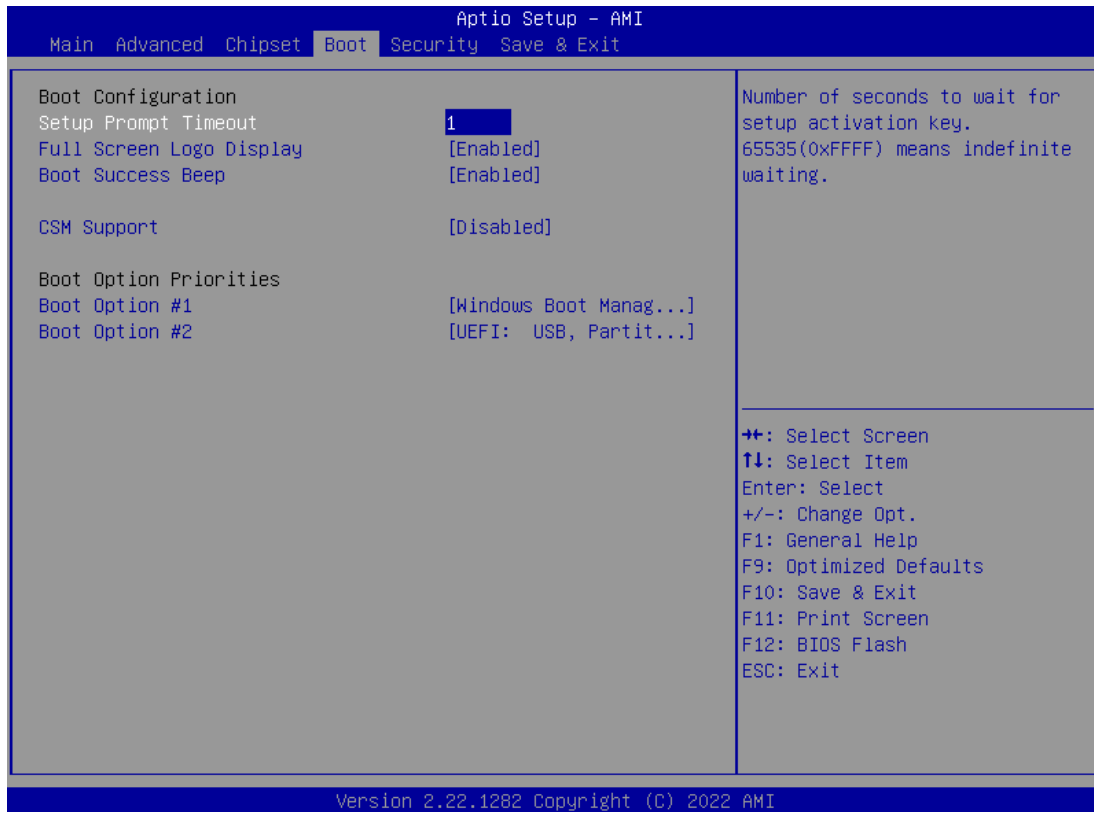 Aptio Setup – AMI
Main Advanced Chipset Boot Security Save & Exit
Boot Configuration
Setup Prompt Timeout 1
Full Screen Logo Display [Enabled]
Boot Success Beep [Enabled]
CSM Support [Disabled]
Boot Option Priorities
Boot Option #1 [Windows Boot Manag...]
Boot Option #2 [UEFI:  USB, Partit...]
Number of seconds to wait for
setup activation key.
65535(0xFFFF) means indefinite
waiting.
→←: Select Screen
↑↓: Select Item
Enter: Select
+/-: Change Opt.
F1: General Help
F9: Optimized Defaults
F10: Save & Exit
F11: Print Screen
F12: BIOS Flash
ESC: Exit
Version 2.22.1282 Copyright (C) 2022 AMI